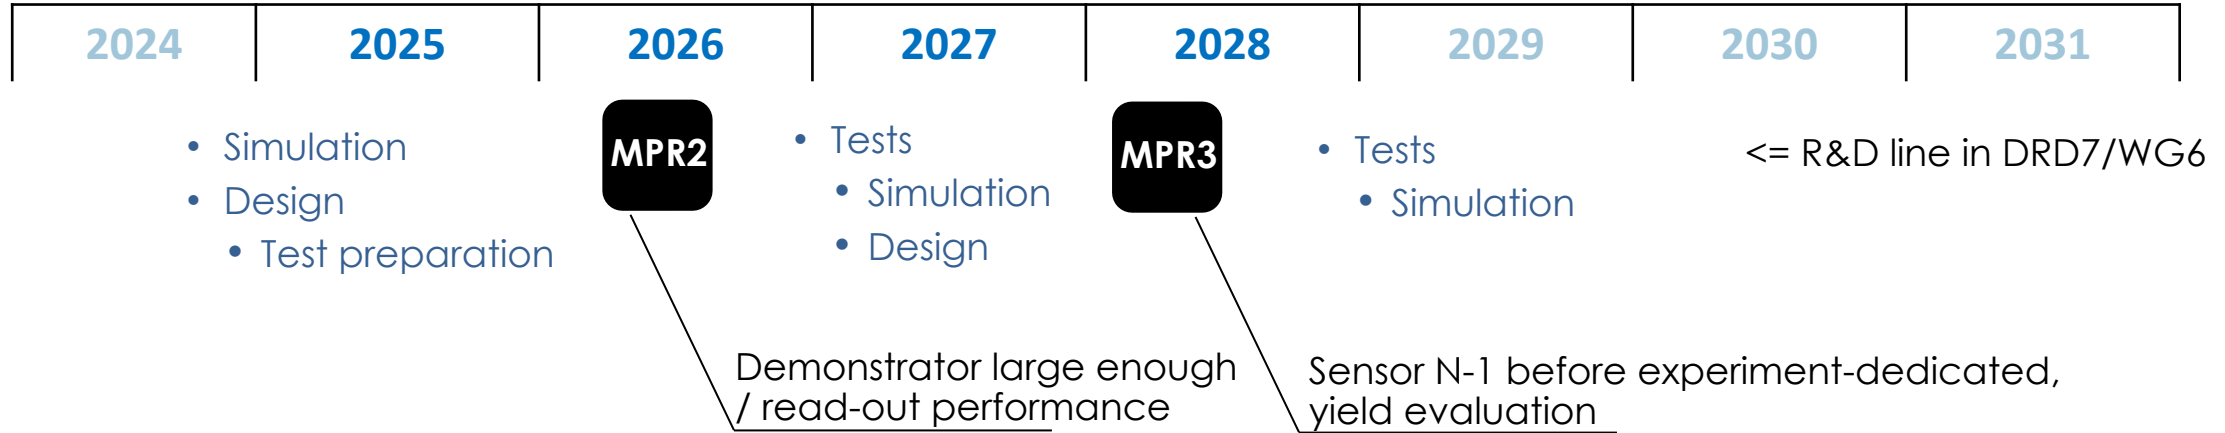 2024 2025 2026 2027 2028 2029 2030 2031
• Simulation
• Design
• Test preparation
MPR2
• Tests
• Simulation
• Design
MPR3
• Tests
• Simulation
<= R&D line in DRD7/WG6
Demonstrator large enough
/ read-out performance
Sensor N-1 before experiment-dedicated,
yield evaluation